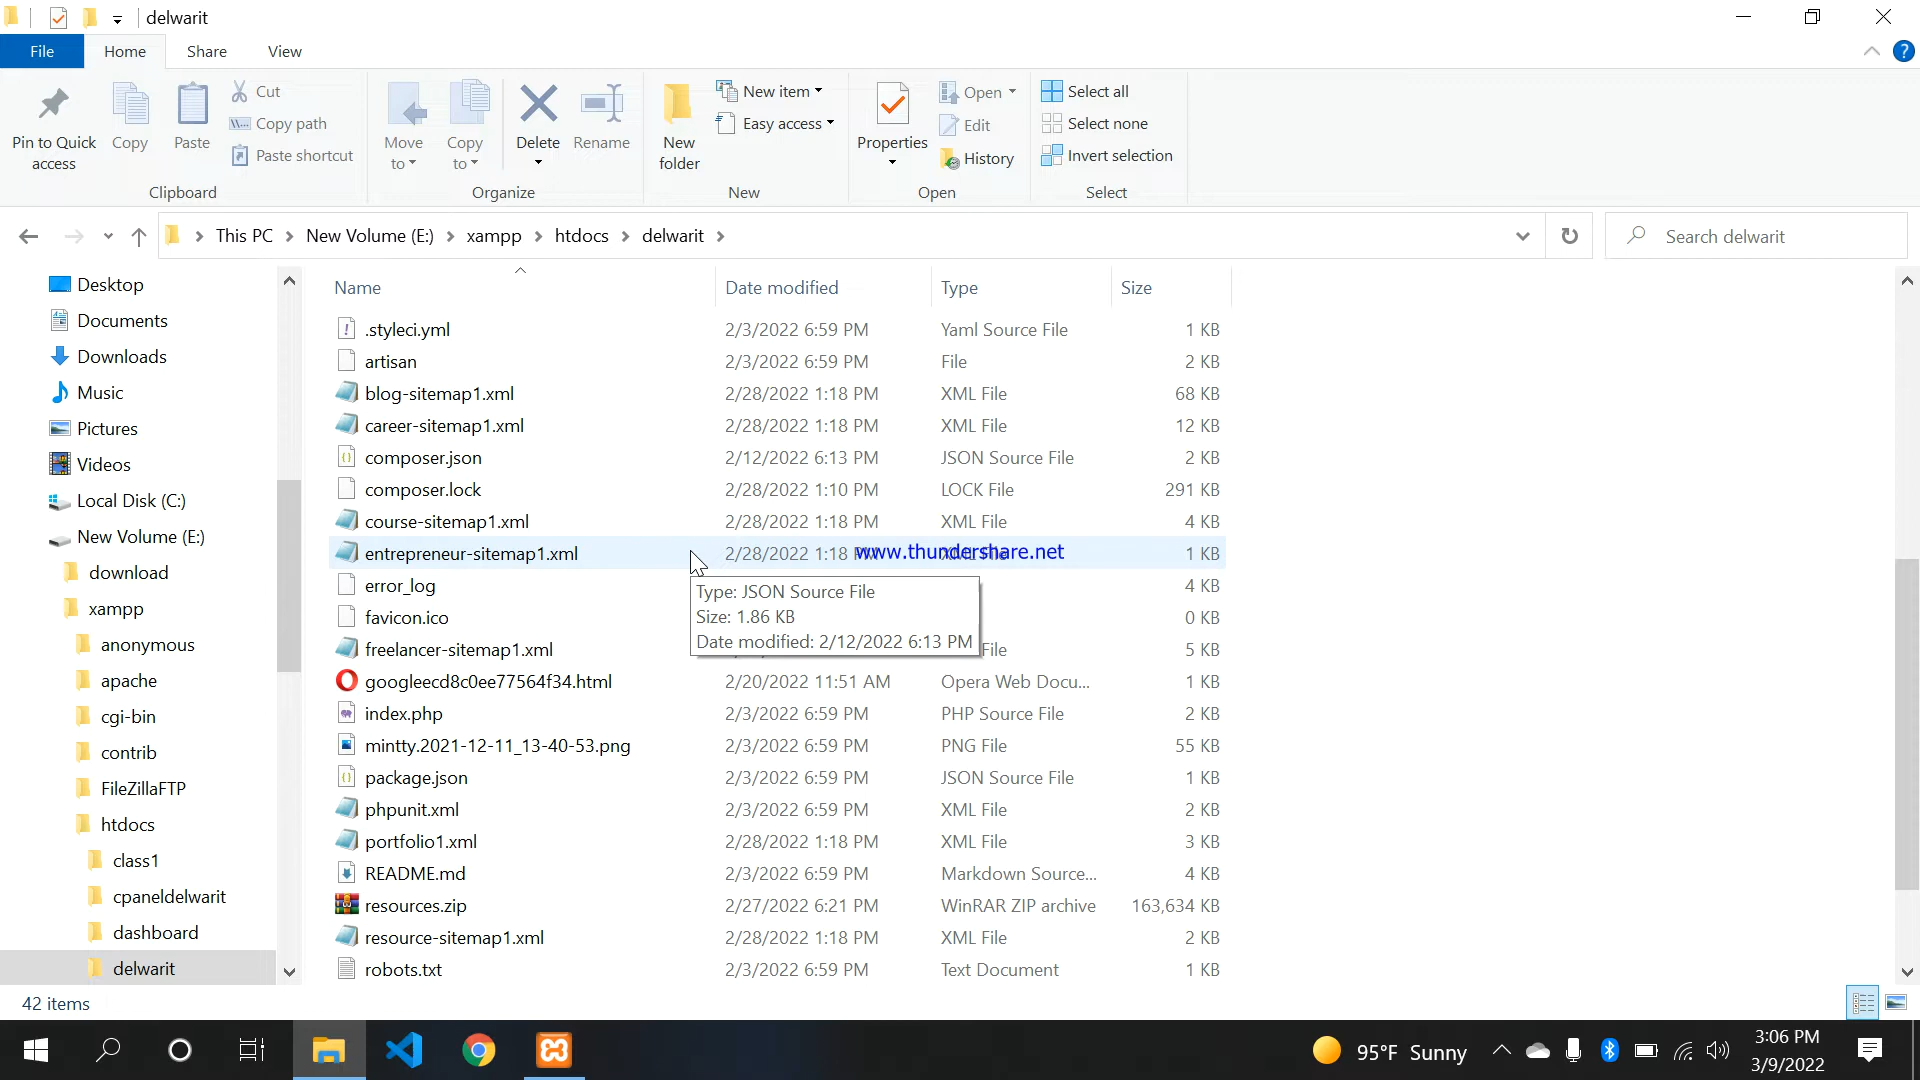 delwarit
File
Home
Share
View
Pin to Quick access
Copy
Paste
Cut
Copy path
Paste shortcut
Clipboard
Move to
Copy to
Delete
Rename
Organize
New folder
New item
Easy access
New
Properties
Open
Edit
History
Open
Select all
Select none
Invert selection
Select
This PC
New Volume (E:)
xampp
htdocs
delwarit
Search delwarit
Desktop
Documents
Downloads
Music
Pictures
Videos
Local Disk (C:)
New Volume (E:)
download
xampp
anonymous
apache
cgi-bin
contrib
FileZillaFTP
htdocs
class1
cpaneldelwarit
dashboard
delwarit
Name Date modified Type Size
.styleci.yml 2/3/2022 6:59 PM Yaml Source File 1 KB
artisan 2/3/2022 6:59 PM File 2 KB
blog-sitemap1.xml 2/28/2022 1:18 PM XML File 68 KB
career-sitemap1.xml 2/28/2022 1:18 PM XML File 12 KB
composer.json 2/12/2022 6:13 PM JSON Source File 2 KB
composer.lock 2/28/2022 1:10 PM LOCK File 291 KB
course-sitemap1.xml 2/28/2022 1:18 PM XML File 4 KB
entrepreneur-sitemap1.xml 2/28/2022 1:18 1 KB
www.thundershare.net
error_log 4 KB
favicon.ico 0 KB
freelancer-sitemap1.xml File 5 KB
Type: JSON Source File
Size: 1.86 KB
Date modified: 2/12/2022 6:13 PM
googleecd8c0ee77564f34.html 2/20/2022 11:51 AM Opera Web Docu... 1 KB
index.php 2/3/2022 6:59 PM PHP Source File 2 KB
mintty.2021-12-11_13-40-53.png 2/3/2022 6:59 PM PNG File 55 KB
package.json 2/3/2022 6:59 PM JSON Source File 1 KB
phpunit.xml 2/3/2022 6:59 PM XML File 2 KB
portfolio1.xml 2/28/2022 1:18 PM XML File 3 KB
README.md 2/3/2022 6:59 PM Markdown Source... 4 KB
resources.zip 2/27/2022 6:21 PM WinRAR ZIP archive 163,634 KB
resource-sitemap1.xml 2/28/2022 1:18 PM XML File 2 KB
robots.txt 2/3/2022 6:59 PM Text Document 1 KB
42 items
95°F Sunny
3:06 PM
3/9/2022